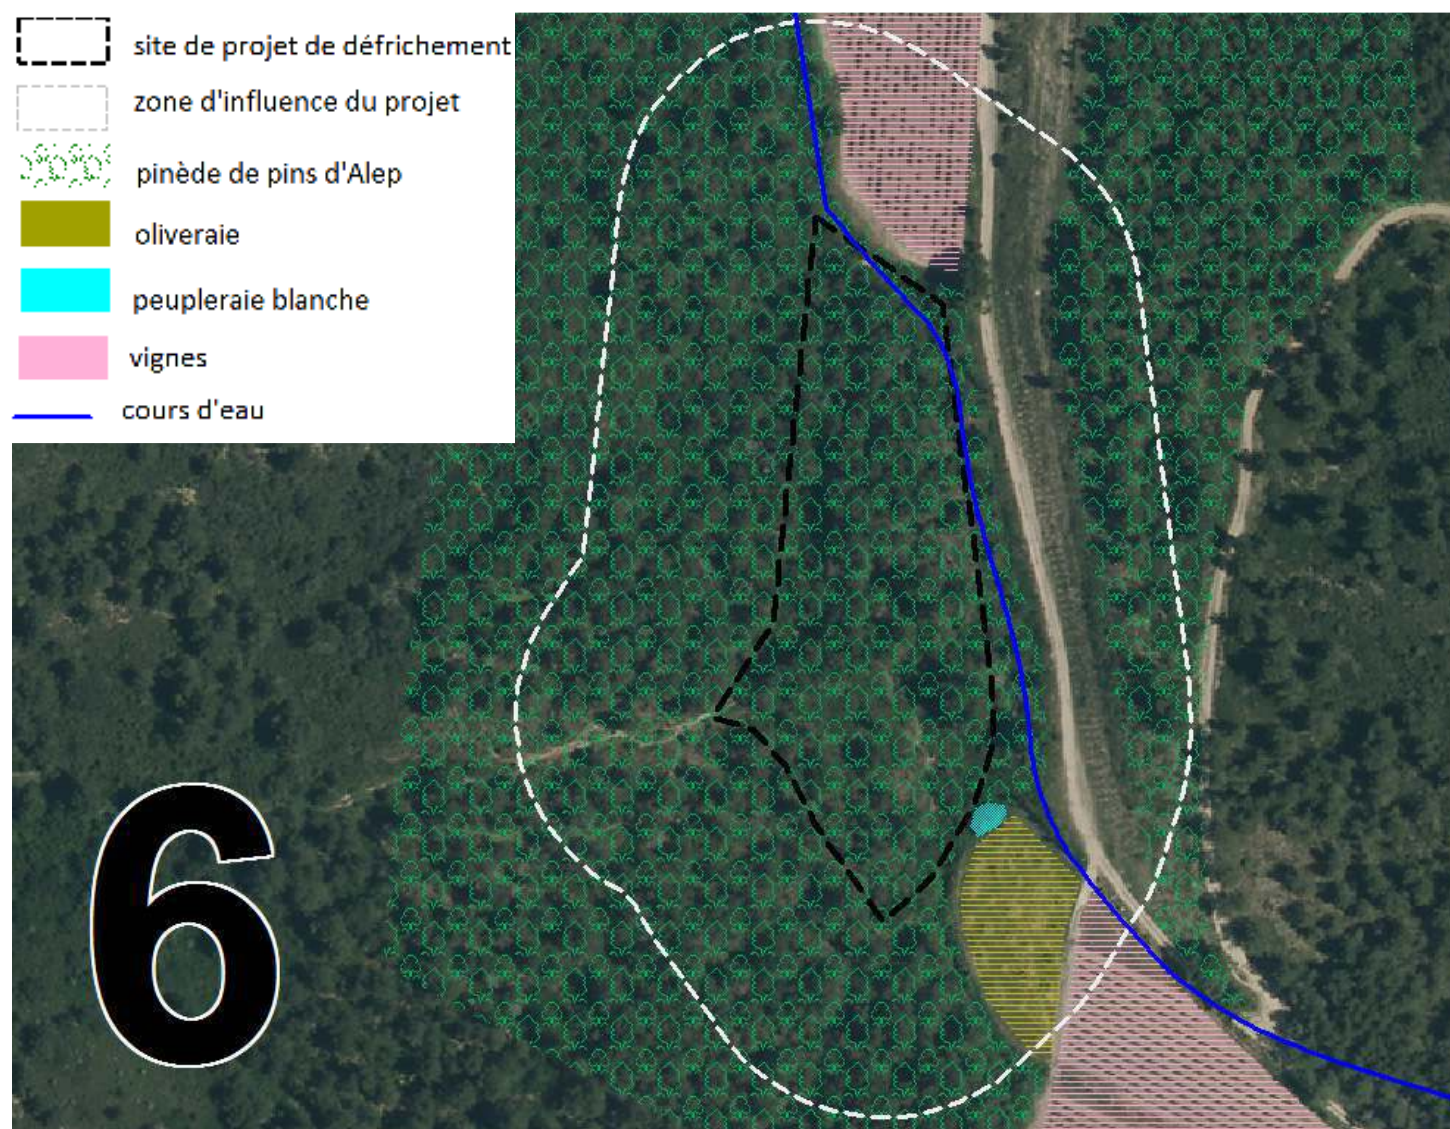 site de projet de défrichement
zone d'influence du projet
pinède de pins d'Alep
oliveraie
peupleraie blanche
vignes
cours d'eau
6